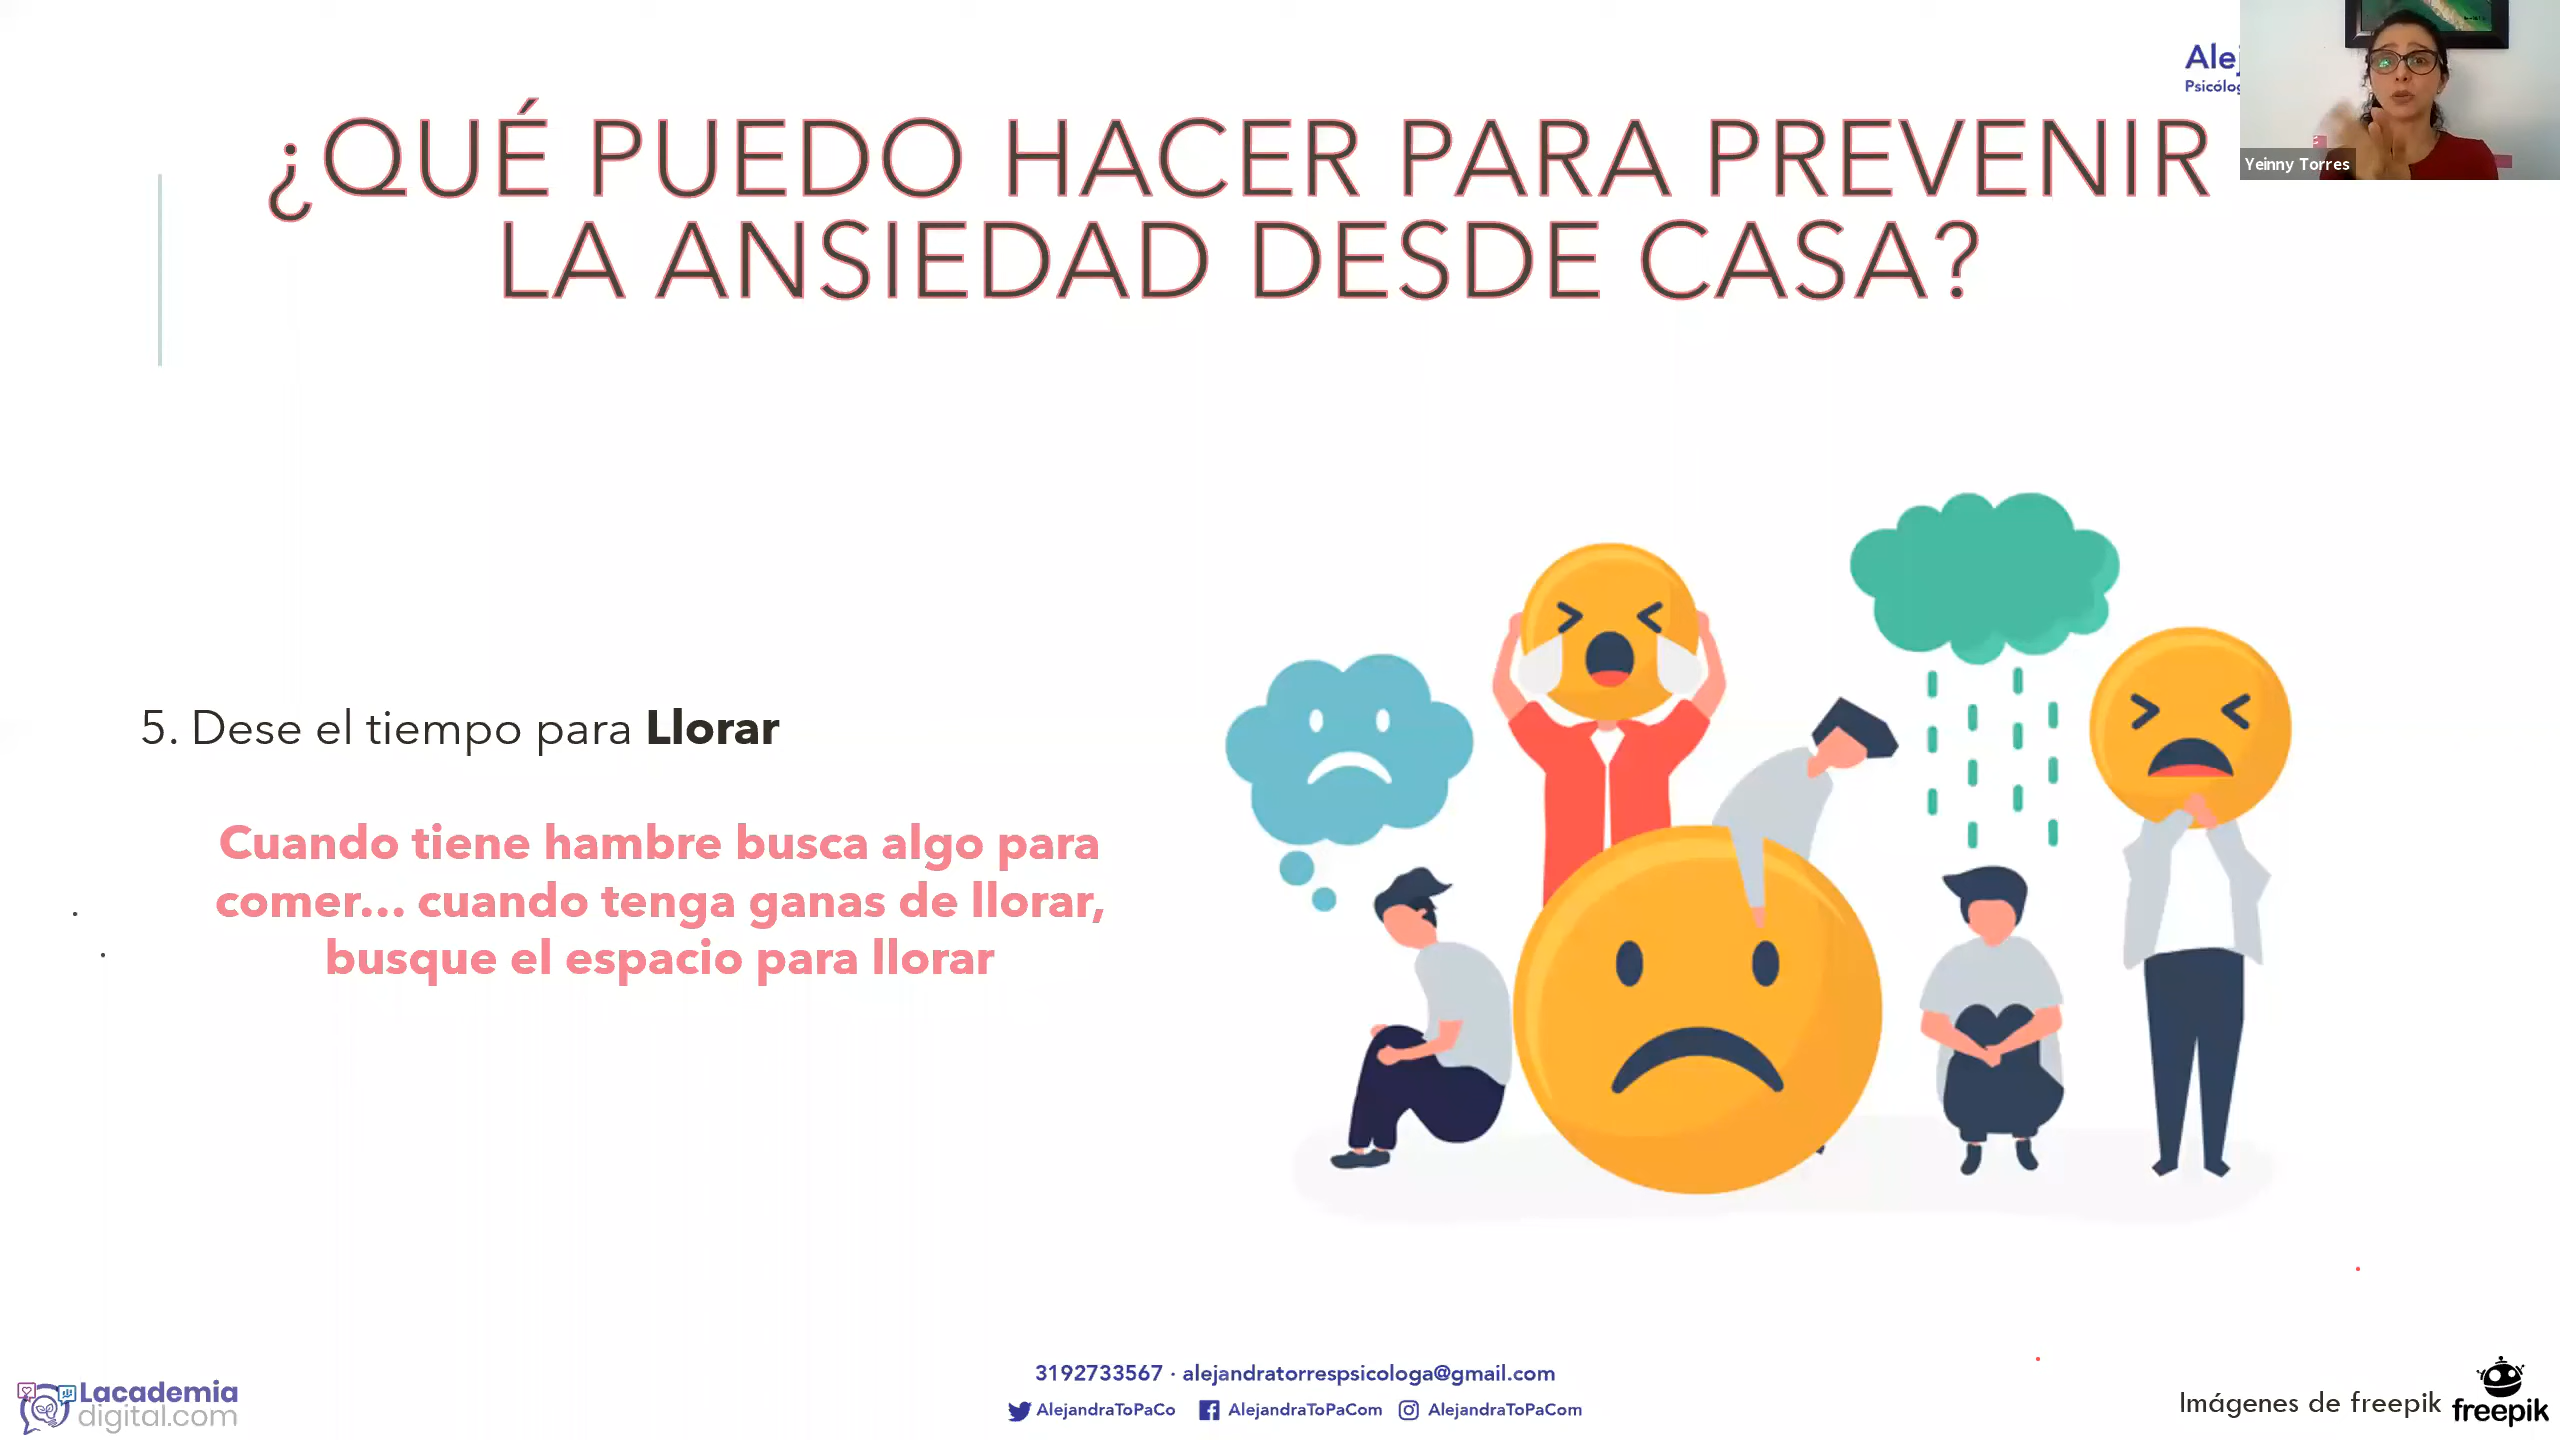 ¿QUÉ PUEDO HACER PARA PREVENIR
LA ANSIEDAD DESDE CASA?
Yeinny Torres
5. Dese el tiempo para Llorar
Cuando tiene hambre busca algo para
comer... cuando tenga ganas de llorar,
busque el espacio para llorar
3192733567 · alejandratorrespsicologa@gmail.com
AlejandraToPaCo AlejandraToPaCom AlejandraToPaCom
Lacademia
digital.com
Imágenes de freepik
freepik